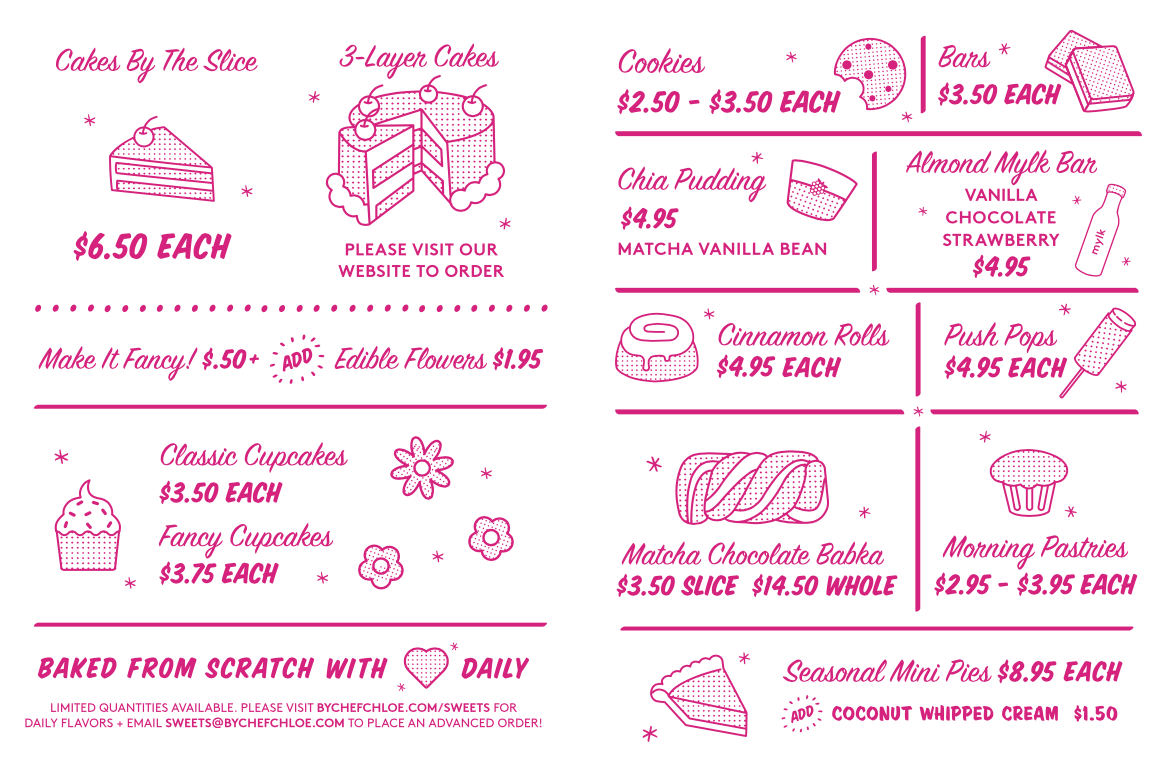 Cakes By The Slice
$6.50 EACH
3-Layer Cakes
PLEASE VISIT OUR
WEBSITE TO ORDER
Make It Fancy! $.50+ ADD Edible Flowers $1.95
Classic Cupcakes
$3.50 EACH
Fancy Cupcakes
$3.75 EACH
BAKED FROM SCRATCH WITH DAILY
LIMITED QUANTITIES AVAILABLE. PLEASE VISIT BYCHEFCHLOE.COM/SWEETS FOR
DAILY FLAVORS + EMAIL SWEETS@BYCHEFCHLOE.COM TO PLACE AN ADVANCED ORDER!
Cookies
$2.50 - $3.50 EACH
Bars
$3.50 EACH
Chia Pudding
$4.95
MATCHA VANILLA BEAN
Almond Mylk Bar
VANILLA
CHOCOLATE
STRAWBERRY
$4.95
mylk
Cinnamon Rolls
$4.95 EACH
Push Pops
$4.95 EACH
Matcha Chocolate Babka
$3.50 SLICE $14.50 WHOLE
Morning Pastries
$2.95 - $3.95 EACH
Seasonal Mini Pies $8.95 EACH
ADD COCONUT WHIPPED CREAM $1.50